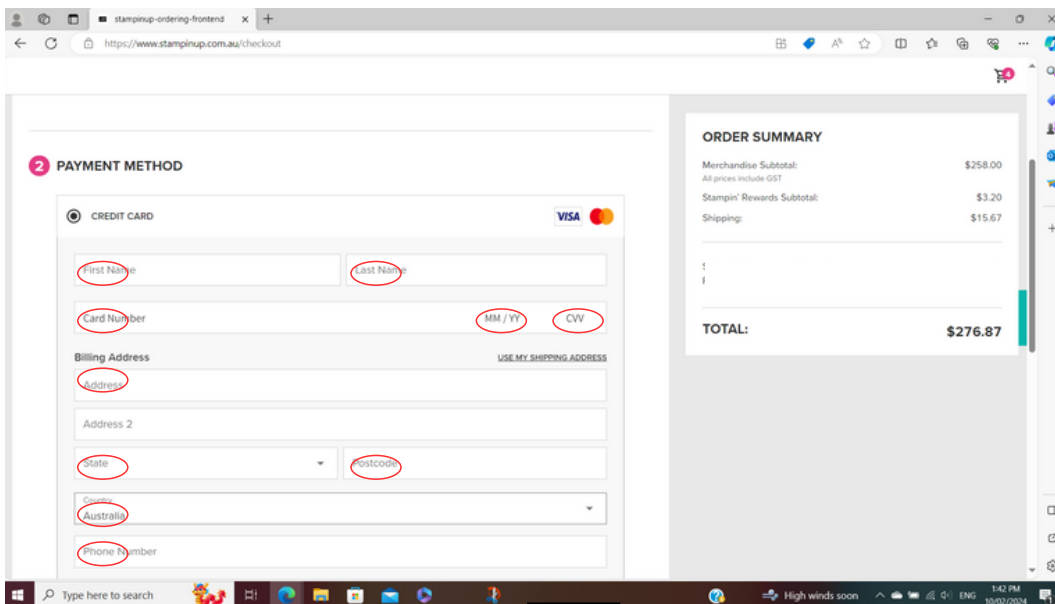 stampinup-ordering-frontend
https://www.stampinup.com.au/checkout
4
2 PAYMENT METHOD
CREDIT CARD
VISA
First Name
Last Name
Card Number
MM / YY
CVV
Billing Address
USE MY SHIPPING ADDRESS
Address
Address 2
State
Postcode
Country
Australia
Phone Number
ORDER SUMMARY
Merchandise Subtotal: $258.00
All prices include GST
Stampin' Rewards Subtotal: $3.20
Shipping: $15.67
TOTAL: $276.87
Type here to search
High winds soon
ENG
1:42 PM
10/02/2024